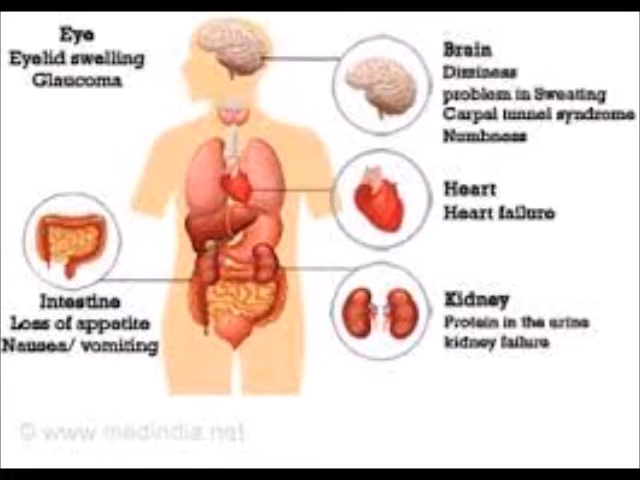 Eye
Eyelid swelling
Glaucoma
Brain
Dizziness
problem in Sweating
Carpal tunnel syndrome
Numbness
Heart
Heart failure
Intestine
Loss of appetite
Nausea/ vomiting
Kidney
Protein in the urine
kidney failure
© www.medindia.net